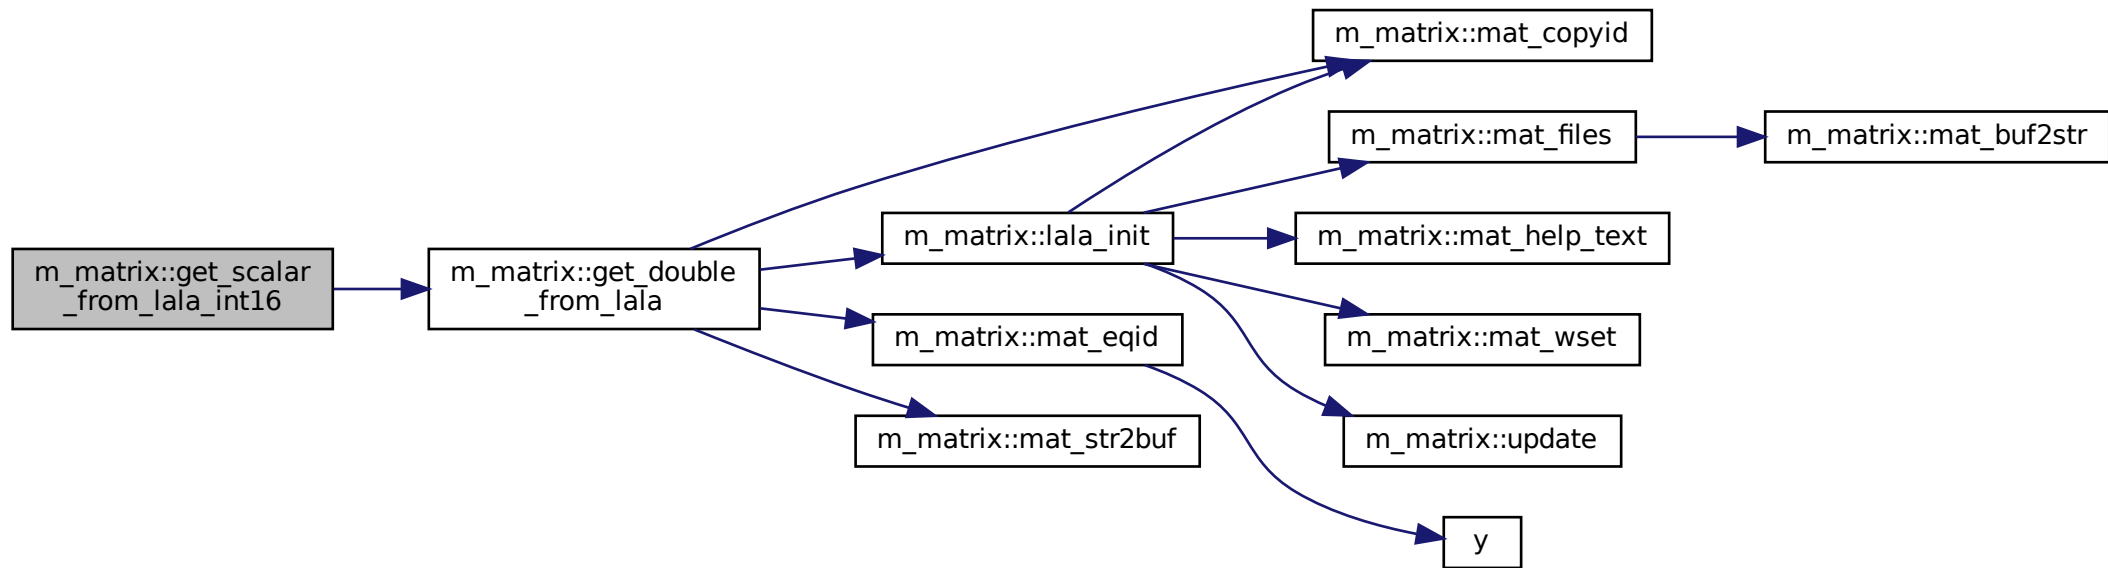 m_matrix::get_scalar
_from_lala_int16
m_matrix::get_double
_from_lala
m_matrix::mat_copyid
m_matrix::lala_init
m_matrix::mat_files
m_matrix::mat_buf2str
m_matrix::mat_help_text
m_matrix::mat_wset
m_matrix::update
m_matrix::mat_eqid
y
m_matrix::mat_str2buf